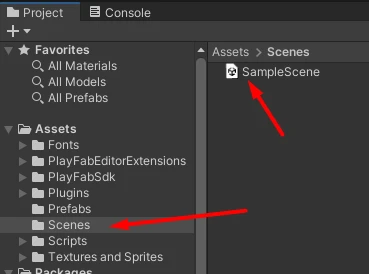 Project
Console
Favorites
All Materials
All Models
All Prefabs
Assets
Fonts
PlayFabEditorExtensions
PlayFabSdk
Plugins
Prefabs
Scenes
Scripts
Textures and Sprites
Packages
Assets > Scenes
SampleScene